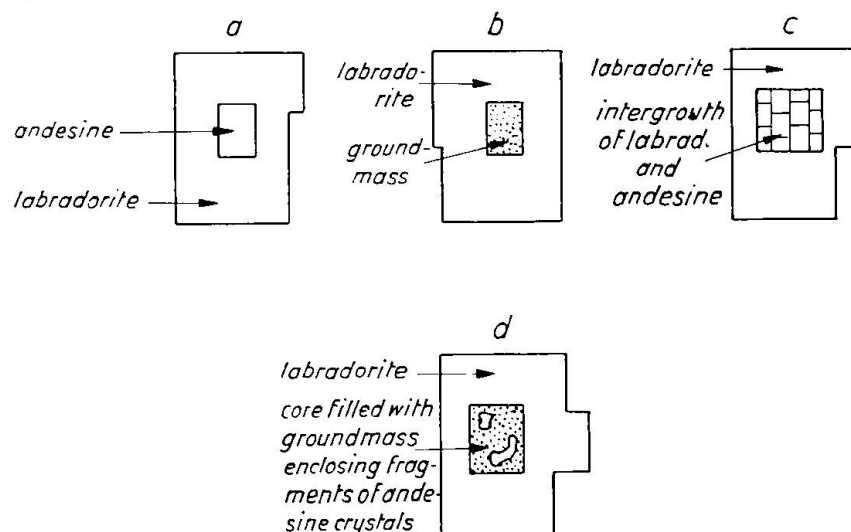 a
andesine
labradorite
b
labrado-
rite
ground-
mass
c
labradorite
intergrowth
of labrad.
and
andesine
d
labradorite
core filled with
groundmass
enclosing frag-
ments of ande-
sine crystals